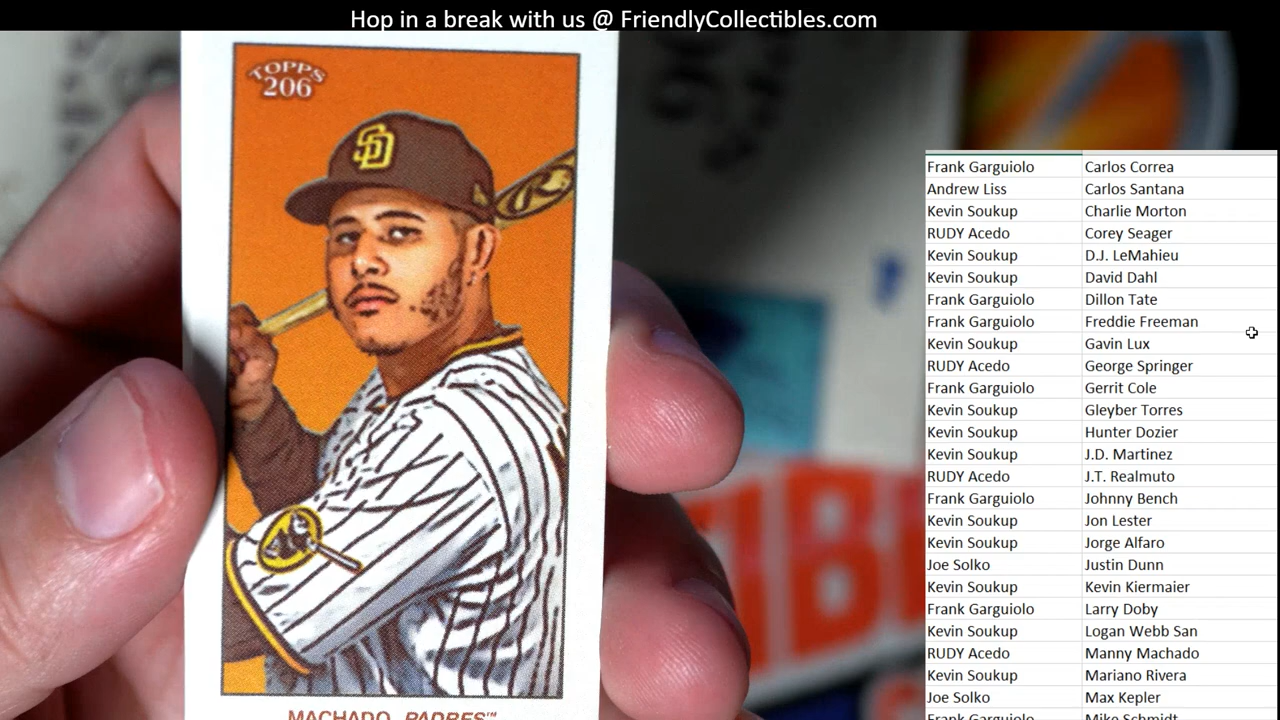 Hop in a break with us @ FriendlyCollectibles.com
TOPPS
206
SD
MACHADO, PADRES™
Frank Garguiolo Carlos Correa
Andrew Liss Carlos Santana
Kevin Soukup Charlie Morton
RUDY Acedo Corey Seager
Kevin Soukup D.J. LeMahieu
Kevin Soukup David Dahl
Frank Garguiolo Dillon Tate
Frank Garguiolo Freddie Freeman
Kevin Soukup Gavin Lux
RUDY Acedo George Springer
Frank Garguiolo Gerrit Cole
Kevin Soukup Gleyber Torres
Kevin Soukup Hunter Dozier
Kevin Soukup J.D. Martinez
RUDY Acedo J.T. Realmuto
Frank Garguiolo Johnny Bench
Kevin Soukup Jon Lester
Kevin Soukup Jorge Alfaro
Joe Solko Justin Dunn
Kevin Soukup Kevin Kiermaier
Frank Garguiolo Larry Doby
Kevin Soukup Logan Webb San
RUDY Acedo Manny Machado
Kevin Soukup Mariano Rivera
Joe Solko Max Kepler
Frank Garguiolo Mike Schmidt